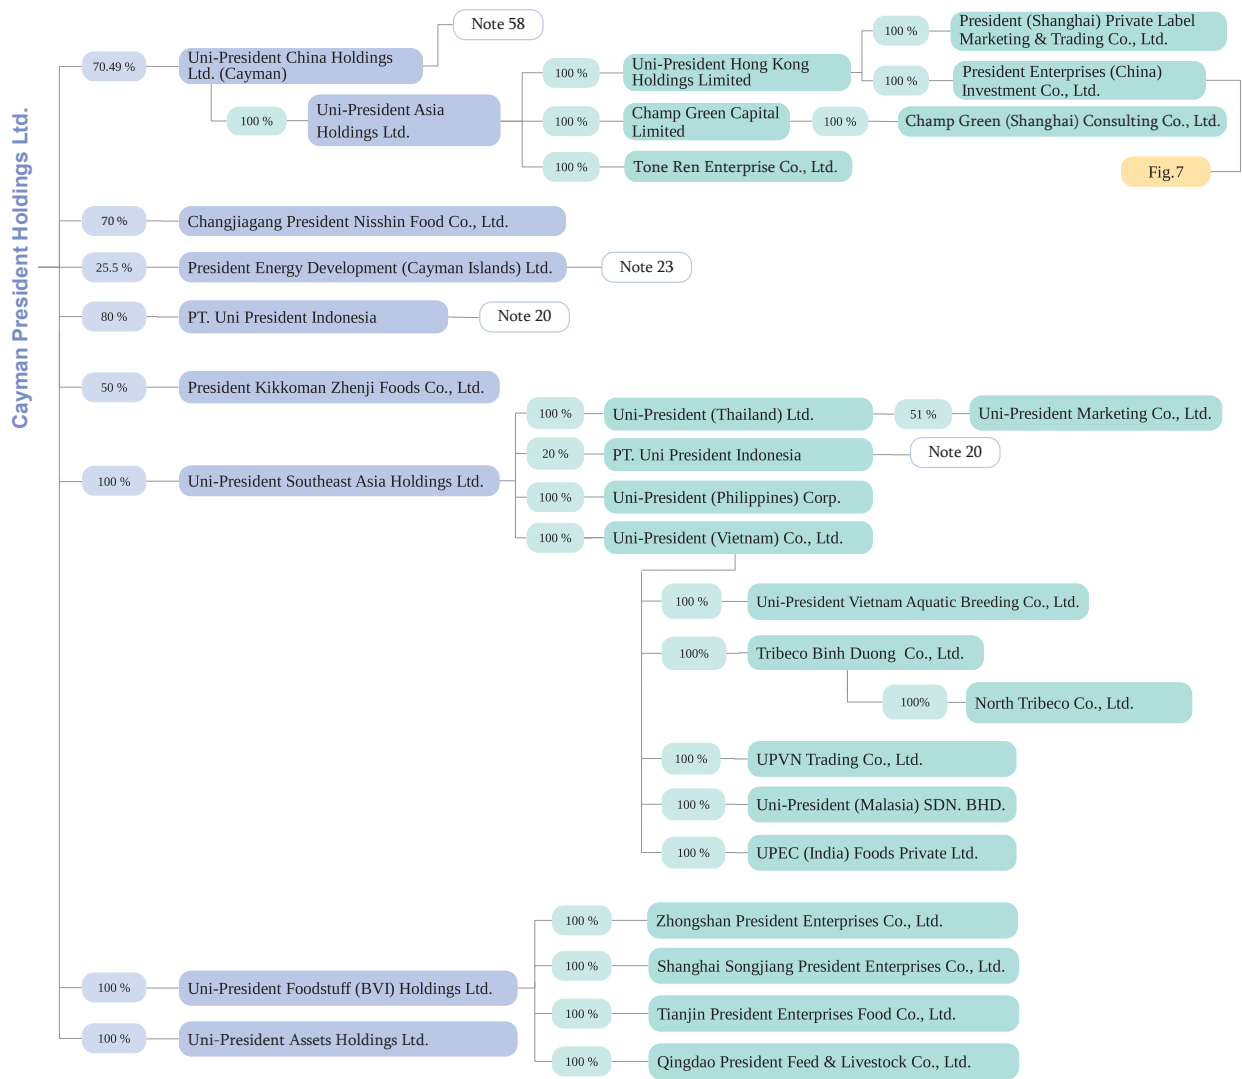 Cayman President Holdings Ltd.
Note 58
70.49 %
Uni-President China Holdings
Ltd. (Cayman)
100 %
Uni-President Asia
Holdings Ltd.
100 %
Uni-President Hong Kong
Holdings Limited
100 %
President (Shanghai) Private Label
Marketing & Trading Co., Ltd.
100 %
President Enterprises (China)
Investment Co., Ltd.
100 %
Champ Green Capital
Limited
100 %
Champ Green (Shanghai) Consulting Co., Ltd.
100 %
Tone Ren Enterprise Co., Ltd.
Fig.7
70 %
Changjiagang President Nisshin Food Co., Ltd.
25.5 %
President Energy Development (Cayman Islands) Ltd.
Note 23
80 %
PT. Uni President Indonesia
Note 20
50 %
President Kikkoman Zhenji Foods Co., Ltd.
100 %
Uni-President Southeast Asia Holdings Ltd.
100 %
Uni-President (Thailand) Ltd.
51 %
Uni-President Marketing Co., Ltd.
20 %
PT. Uni President Indonesia
Note 20
100 %
Uni-President (Philippines) Corp.
100 %
Uni-President (Vietnam) Co., Ltd.
100 %
Uni-President Vietnam Aquatic Breeding Co., Ltd.
100%
Tribeco Binh Duong  Co., Ltd.
100%
North Tribeco Co., Ltd.
100 %
UPVN Trading Co., Ltd.
100 %
Uni-President (Malasia) SDN. BHD.
100 %
UPEC (India) Foods Private Ltd.
100 %
Uni-President Foodstuff (BVI) Holdings Ltd.
100 %
Zhongshan President Enterprises Co., Ltd.
100 %
Shanghai Songjiang President Enterprises Co., Ltd.
100 %
Tianjin President Enterprises Food Co., Ltd.
100 %
Qingdao President Feed & Livestock Co., Ltd.
100 %
Uni-President Assets Holdings Ltd.